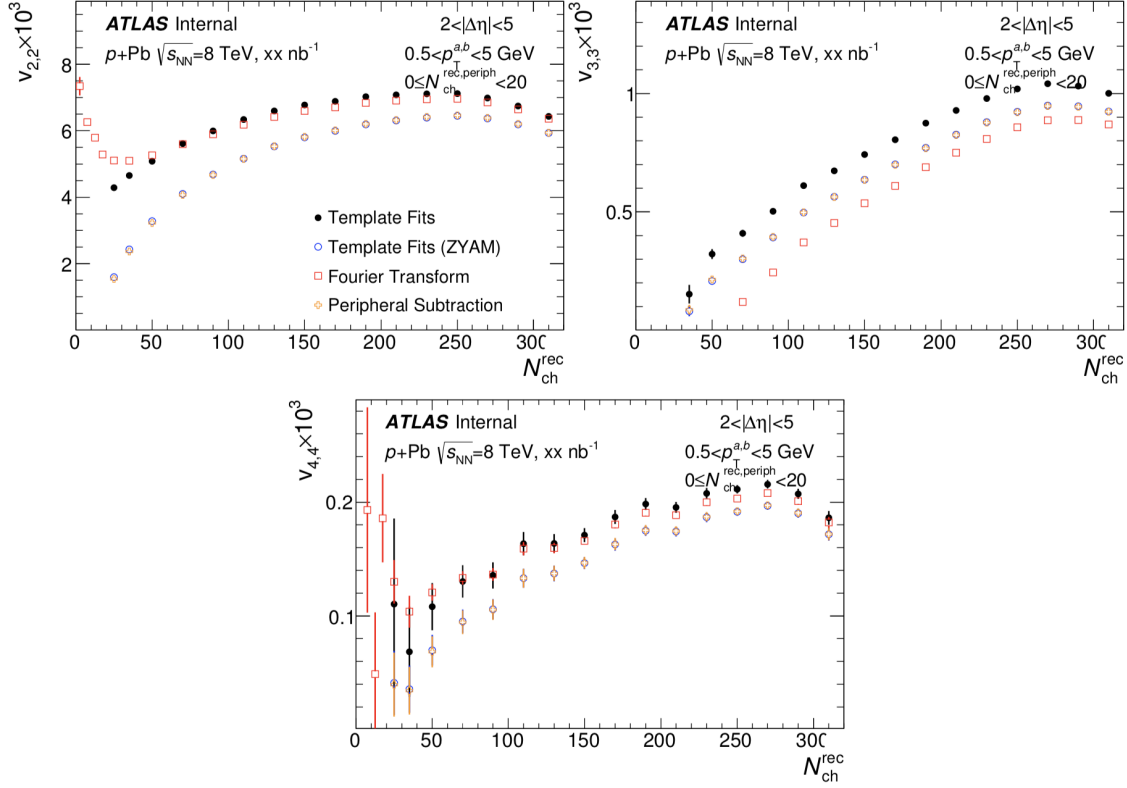 v2,2×10³
ATLAS Internal
2<|Δη|<5
p+Pb √sNN=8 TeV, xx nb⁻¹
0.5<pTa,b<5 GeV
0≤Nchrec,periph<20
8
6
4
2
Template Fits
Template Fits (ZYAM)
Fourier Transform
Peripheral Subtraction
0 50 100 150 200 250 300
Nchrec
v3,3×10³
ATLAS Internal
2<|Δη|<5
p+Pb √sNN=8 TeV, xx nb⁻¹
0.5<pTa,b<5 GeV
0≤Nchrec,periph<20
1
0.5
0 50 100 150 200 250 300
Nchrec
v4,4×10³
ATLAS Internal
2<|Δη|<5
p+Pb √sNN=8 TeV, xx nb⁻¹
0.5<pTa,b<5 GeV
0≤Nchrec,periph<20
0.2
0.1
0 50 100 150 200 250 300
Nchrec